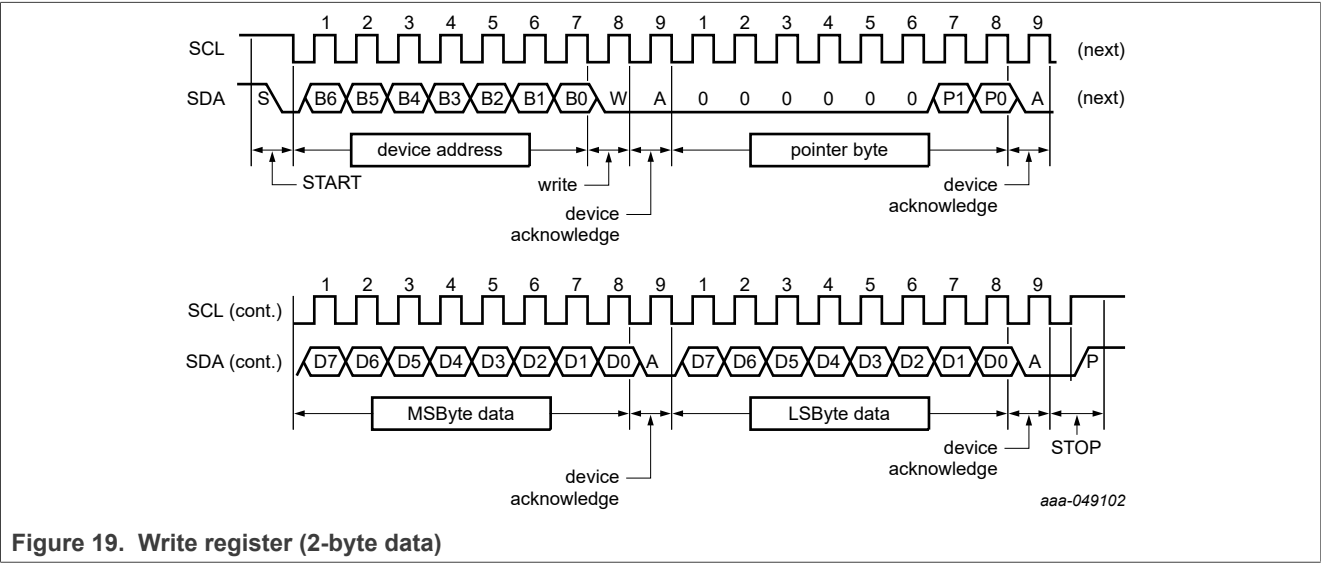 1 2 3 4 5 6 7 8 9 1 2 3 4 5 6 7 8 9
SCL (next)
SDA S B6 B5 B4 B3 B2 B1 B0 W A 0 0 0 0 0 0 P1 P0 A (next)
device address pointer byte
START write device
device acknowledge
acknowledge
1 2 3 4 5 6 7 8 9 1 2 3 4 5 6 7 8 9
SCL (cont.)
SDA (cont.) D7 D6 D5 D4 D3 D2 D1 D0 A D7 D6 D5 D4 D3 D2 D1 D0 A P
MSByte data LSByte data
device STOP
device acknowledge
acknowledge
aaa-049102
Figure 19. Write register (2-byte data)